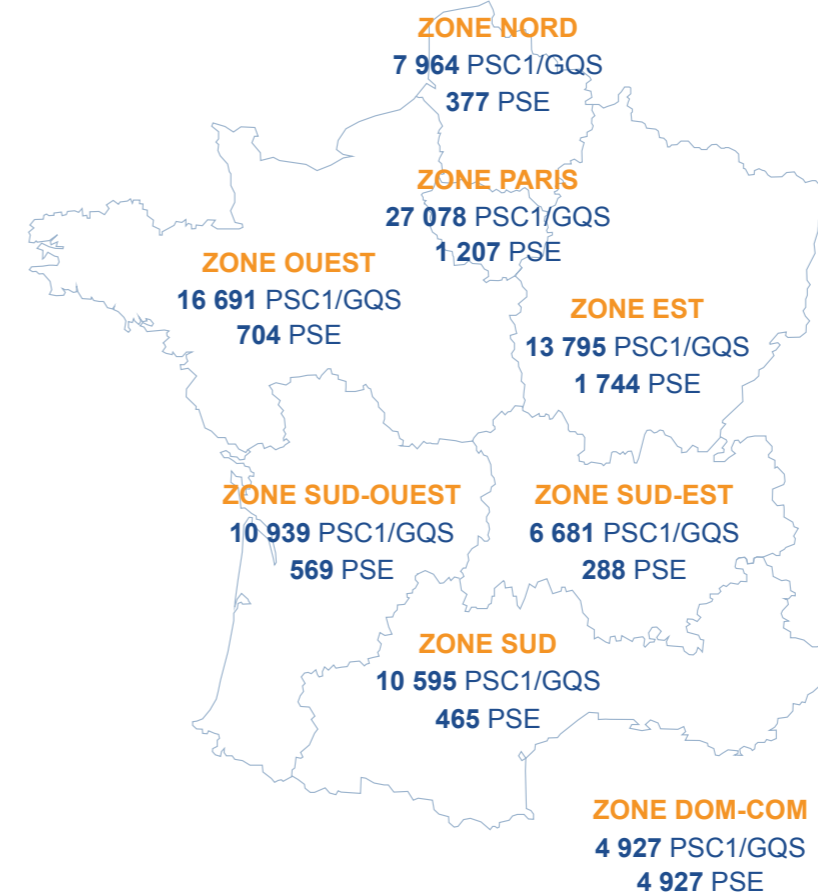 ZONE NORD
7 964 PSC1/GQS
377 PSE
ZONE PARIS
27 078 PSC1/GQS
1 207 PSE
ZONE OUEST
16 691 PSC1/GQS
704 PSE
ZONE EST
13 795 PSC1/GQS
1 744 PSE
ZONE SUD-OUEST
10 939 PSC1/GQS
569 PSE
ZONE SUD-EST
6 681 PSC1/GQS
288 PSE
ZONE SUD
10 595 PSC1/GQS
465 PSE
ZONE DOM-COM
4 927 PSC1/GQS
4 927 PSE